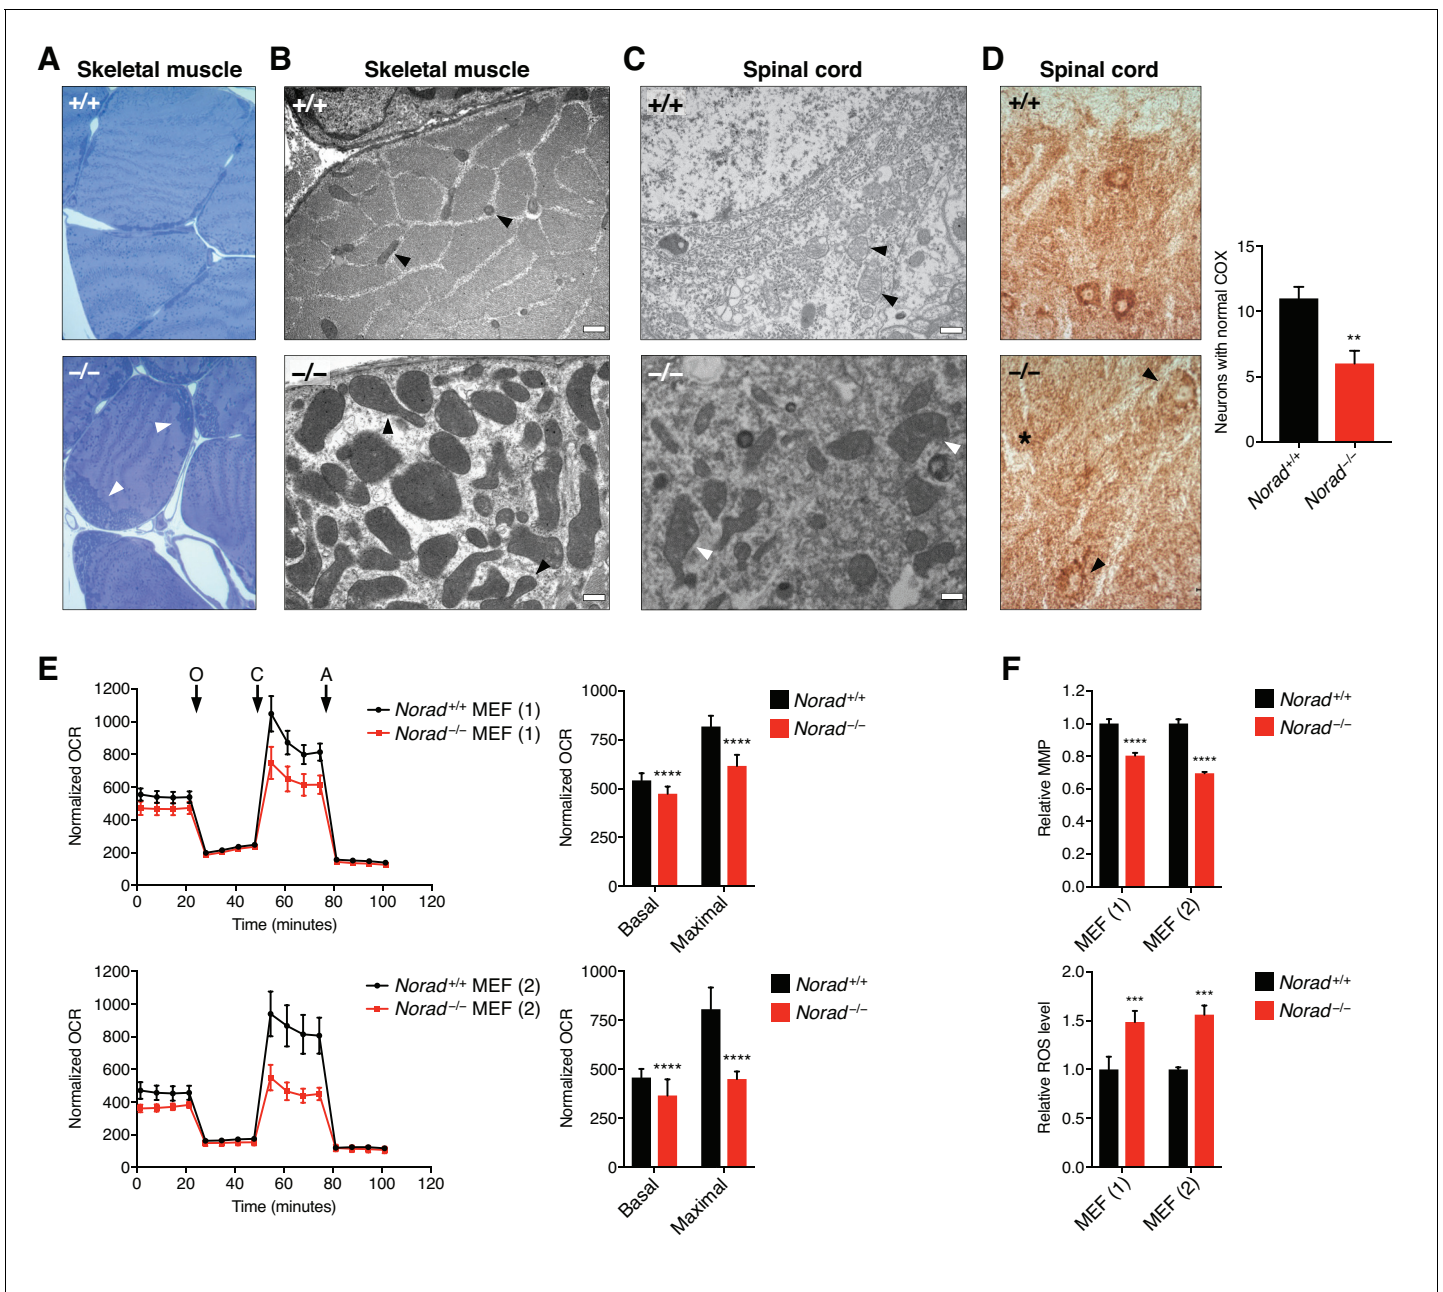 A
Skeletal muscle
+/+
−/−
B
Skeletal muscle
+/+
−/−
C
Spinal cord
+/+
−/−
D
Spinal cord
+/+
−/−
*
Neurons with normal COX
15
10
5
0
**
Norad+/+
Norad−/−
E
O C A
Normalized OCR
1200
1000
800
600
400
200
0
0 20 40 60 80 100 120
Time (minutes)
Norad+/+ MEF (1)
Norad−/− MEF (1)
Normalized OCR
1000
750
500
250
0
**** ****
Basal
Maximal
Norad+/+
Norad−/−
Normalized OCR
1200
1000
800
600
400
200
0
0 20 40 60 80 100 120
Time (minutes)
Norad+/+ MEF (2)
Norad−/− MEF (2)
Normalized OCR
1000
750
500
250
0
**** ****
Basal
Maximal
Norad+/+
Norad−/−
F
Relative MMP
1.2
1.0
0.8
0.6
0.4
0.2
0.0
**** ****
MEF (1)
MEF (2)
Norad+/+
Norad−/−
Relative ROS level
2.0
1.5
1.0
0.5
0.0
*** ***
MEF (1)
MEF (2)
Norad+/+
Norad−/−